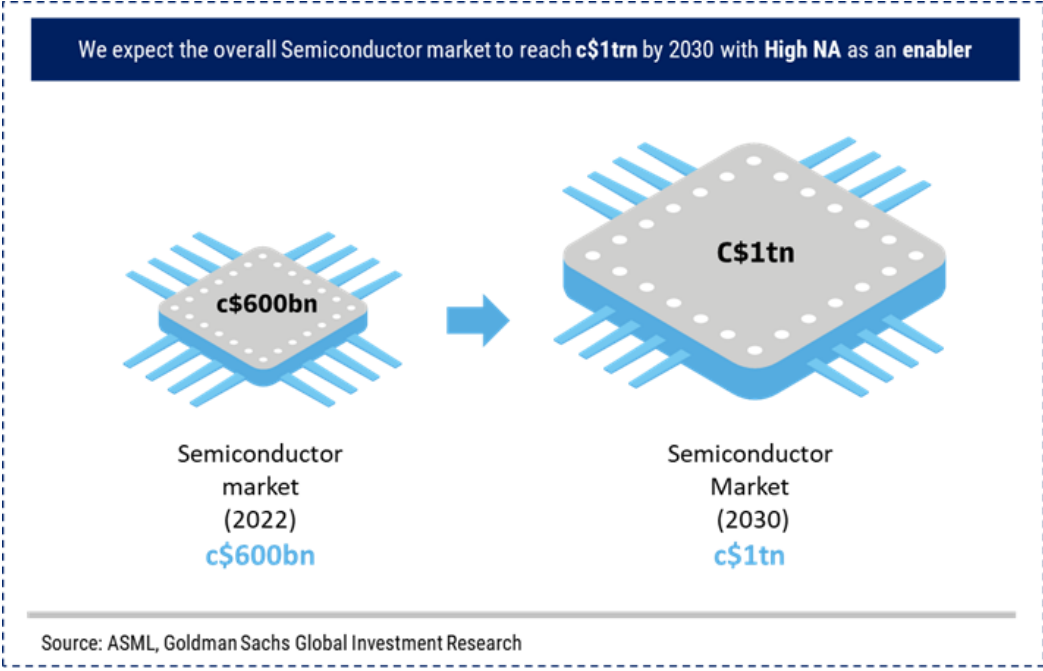 We expect the overall Semiconductor market to reach c$1trn by 2030 with High NA as an enabler
c$600bn
C$1tn
Semiconductor
market
(2022)
c$600bn
Semiconductor
Market
(2030)
c$1tn
Source: ASML, Goldman Sachs Global Investment Research